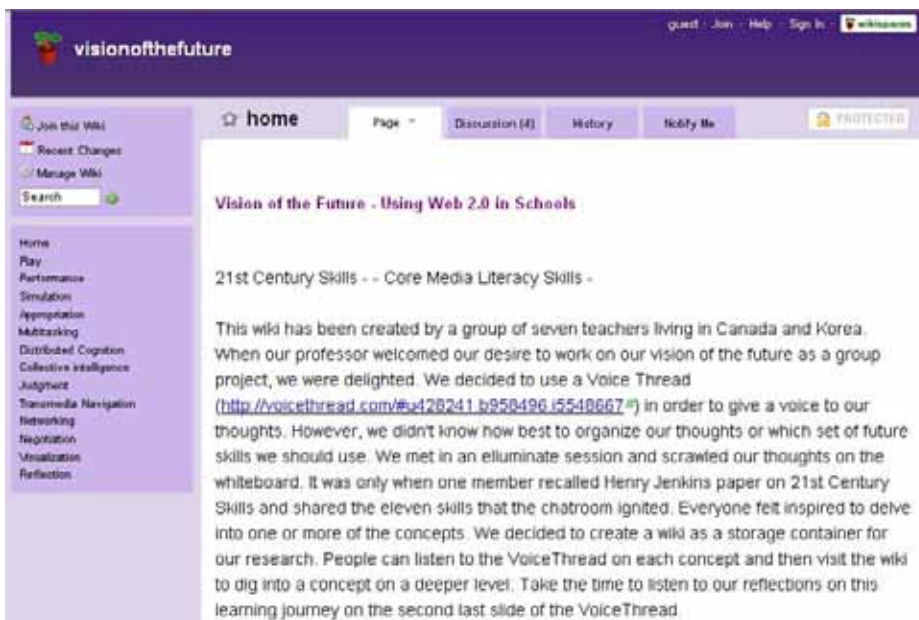 guest · Join · Help · Sign In · wikispaces
visionofthefuture
Join this Wiki
Recent Changes
Manage Wiki
Search
home
Page
Discussion (4)
History
Notify Me
PROTECTED
Home
Play
Performance
Simulation
Appropriation
Multitasking
Distributed Cognition
Collective intelligence
Judgment
Transmedia Navigation
Networking
Negotiation
Visualization
Reflection
Vision of the Future - Using Web 2.0 in Schools
21st Century Skills - - Core Media Literacy Skills -
This wiki has been created by a group of seven teachers living in Canada and Korea.
When our professor welcomed our desire to work on our vision of the future as a group
project, we were delighted. We decided to use a Voice Thread
(http://voicethread.com/#u428241.b958496.i5548667) in order to give a voice to our
thoughts. However, we didn't know how best to organize our thoughts or which set of future
skills we should use. We met in an elluminate session and scrawled our thoughts on the
whiteboard. It was only when one member recalled Henry Jenkins paper on 21st Century
Skills and shared the eleven skills that the chatroom ignited. Everyone felt inspired to delve
into one or more of the concepts. We decided to create a wiki as a storage container for
our research. People can listen to the VoiceThread on each concept and then visit the wiki
to dig into a concept on a deeper level. Take the time to listen to our reflections on this
learning journey on the second last slide of the VoiceThread.